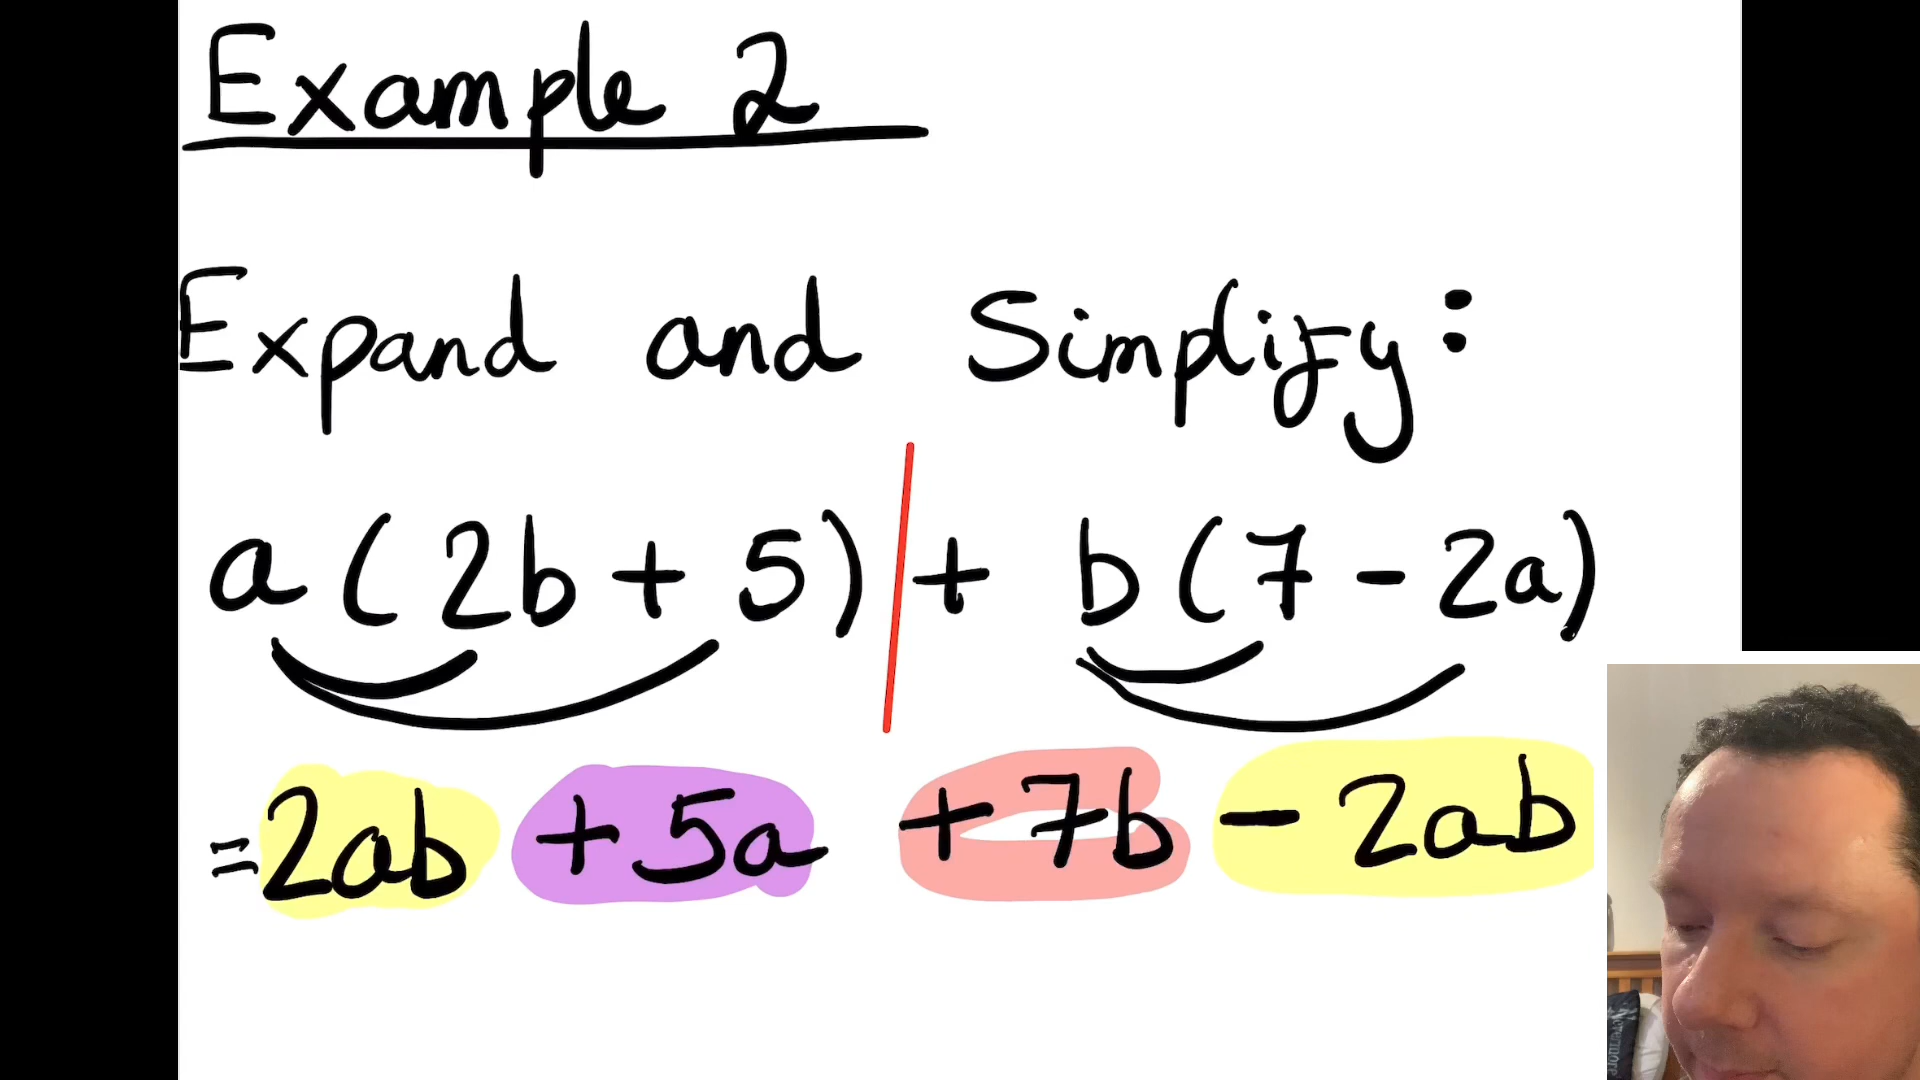 Example 2
Expand and Simplify:
a(2b + 5) + b(7 - 2a)
=2ab + 5a + 7b - 2ab